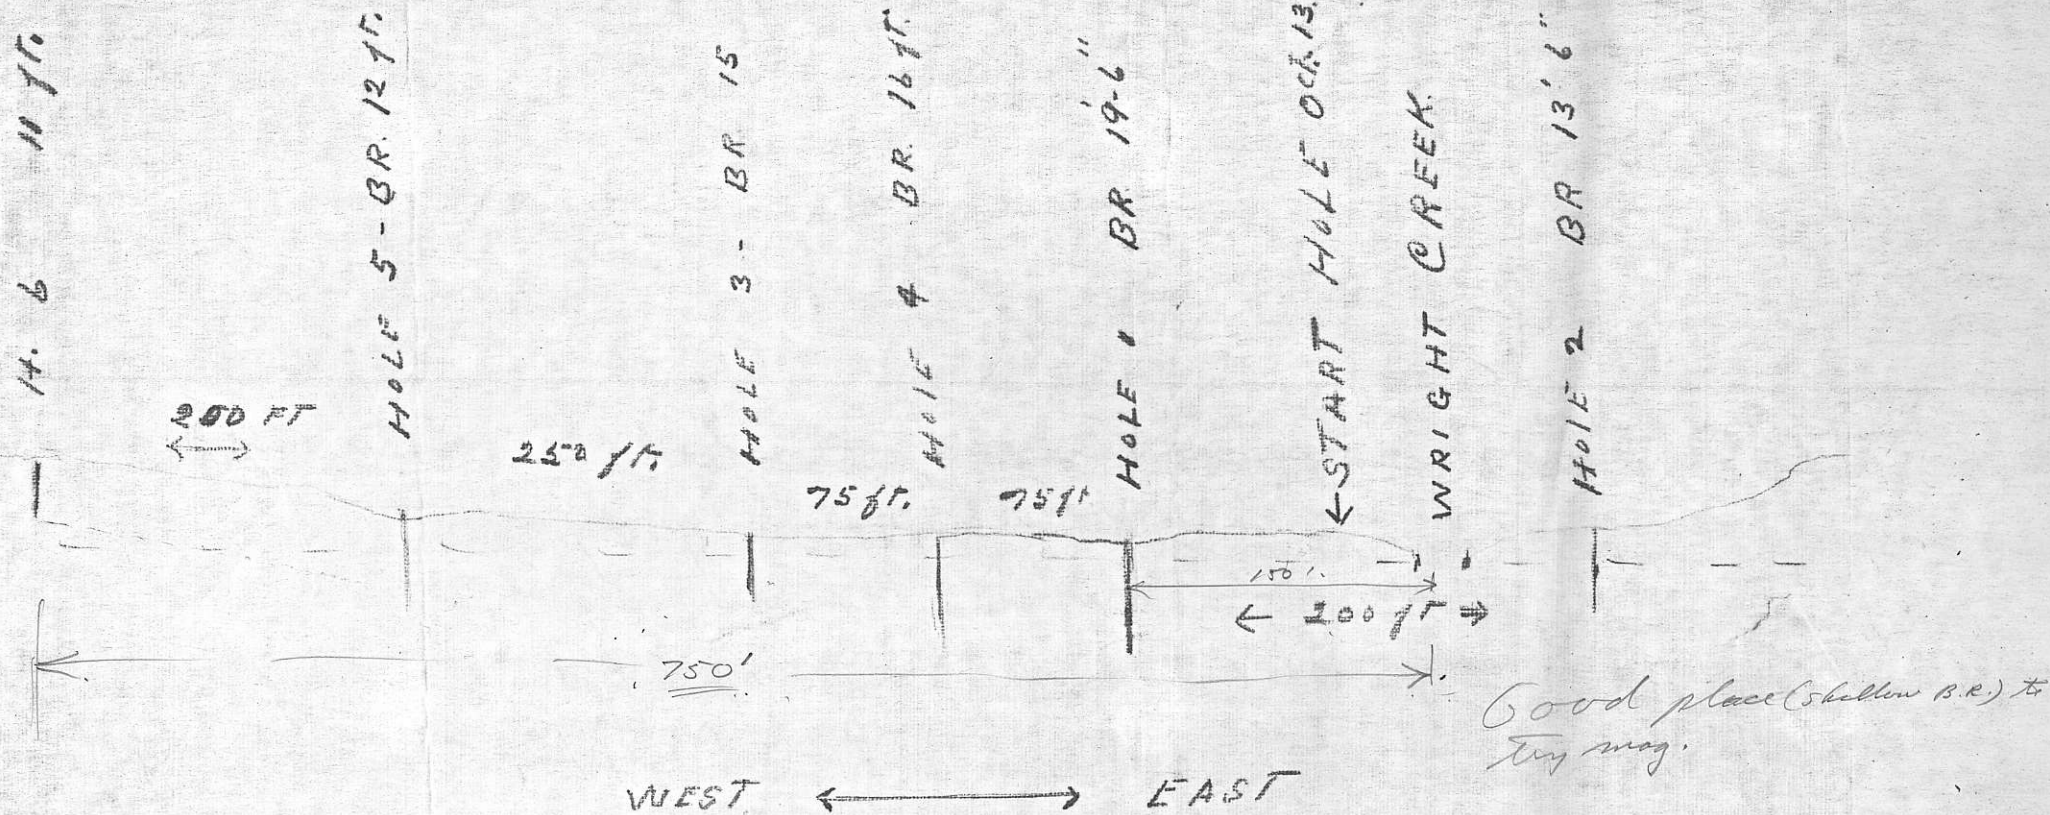 H. 6 11 ft.
HOLE 5 - BR. 12 ft.
HOLE 3 - BR 15
HOLE 4 BR. 16 ft.
HOLE 1 BR 19'-6"
←START HOLE Oct. 13.
WRIGHT CREEK.
HOLE 2 BR 13' 6"
200 FT
250 ft.
75 ft.
75 ft
150'.
← 200 ft →
750'
Good place (shallow B.R.) to
try mag.
WEST ↔ EAST